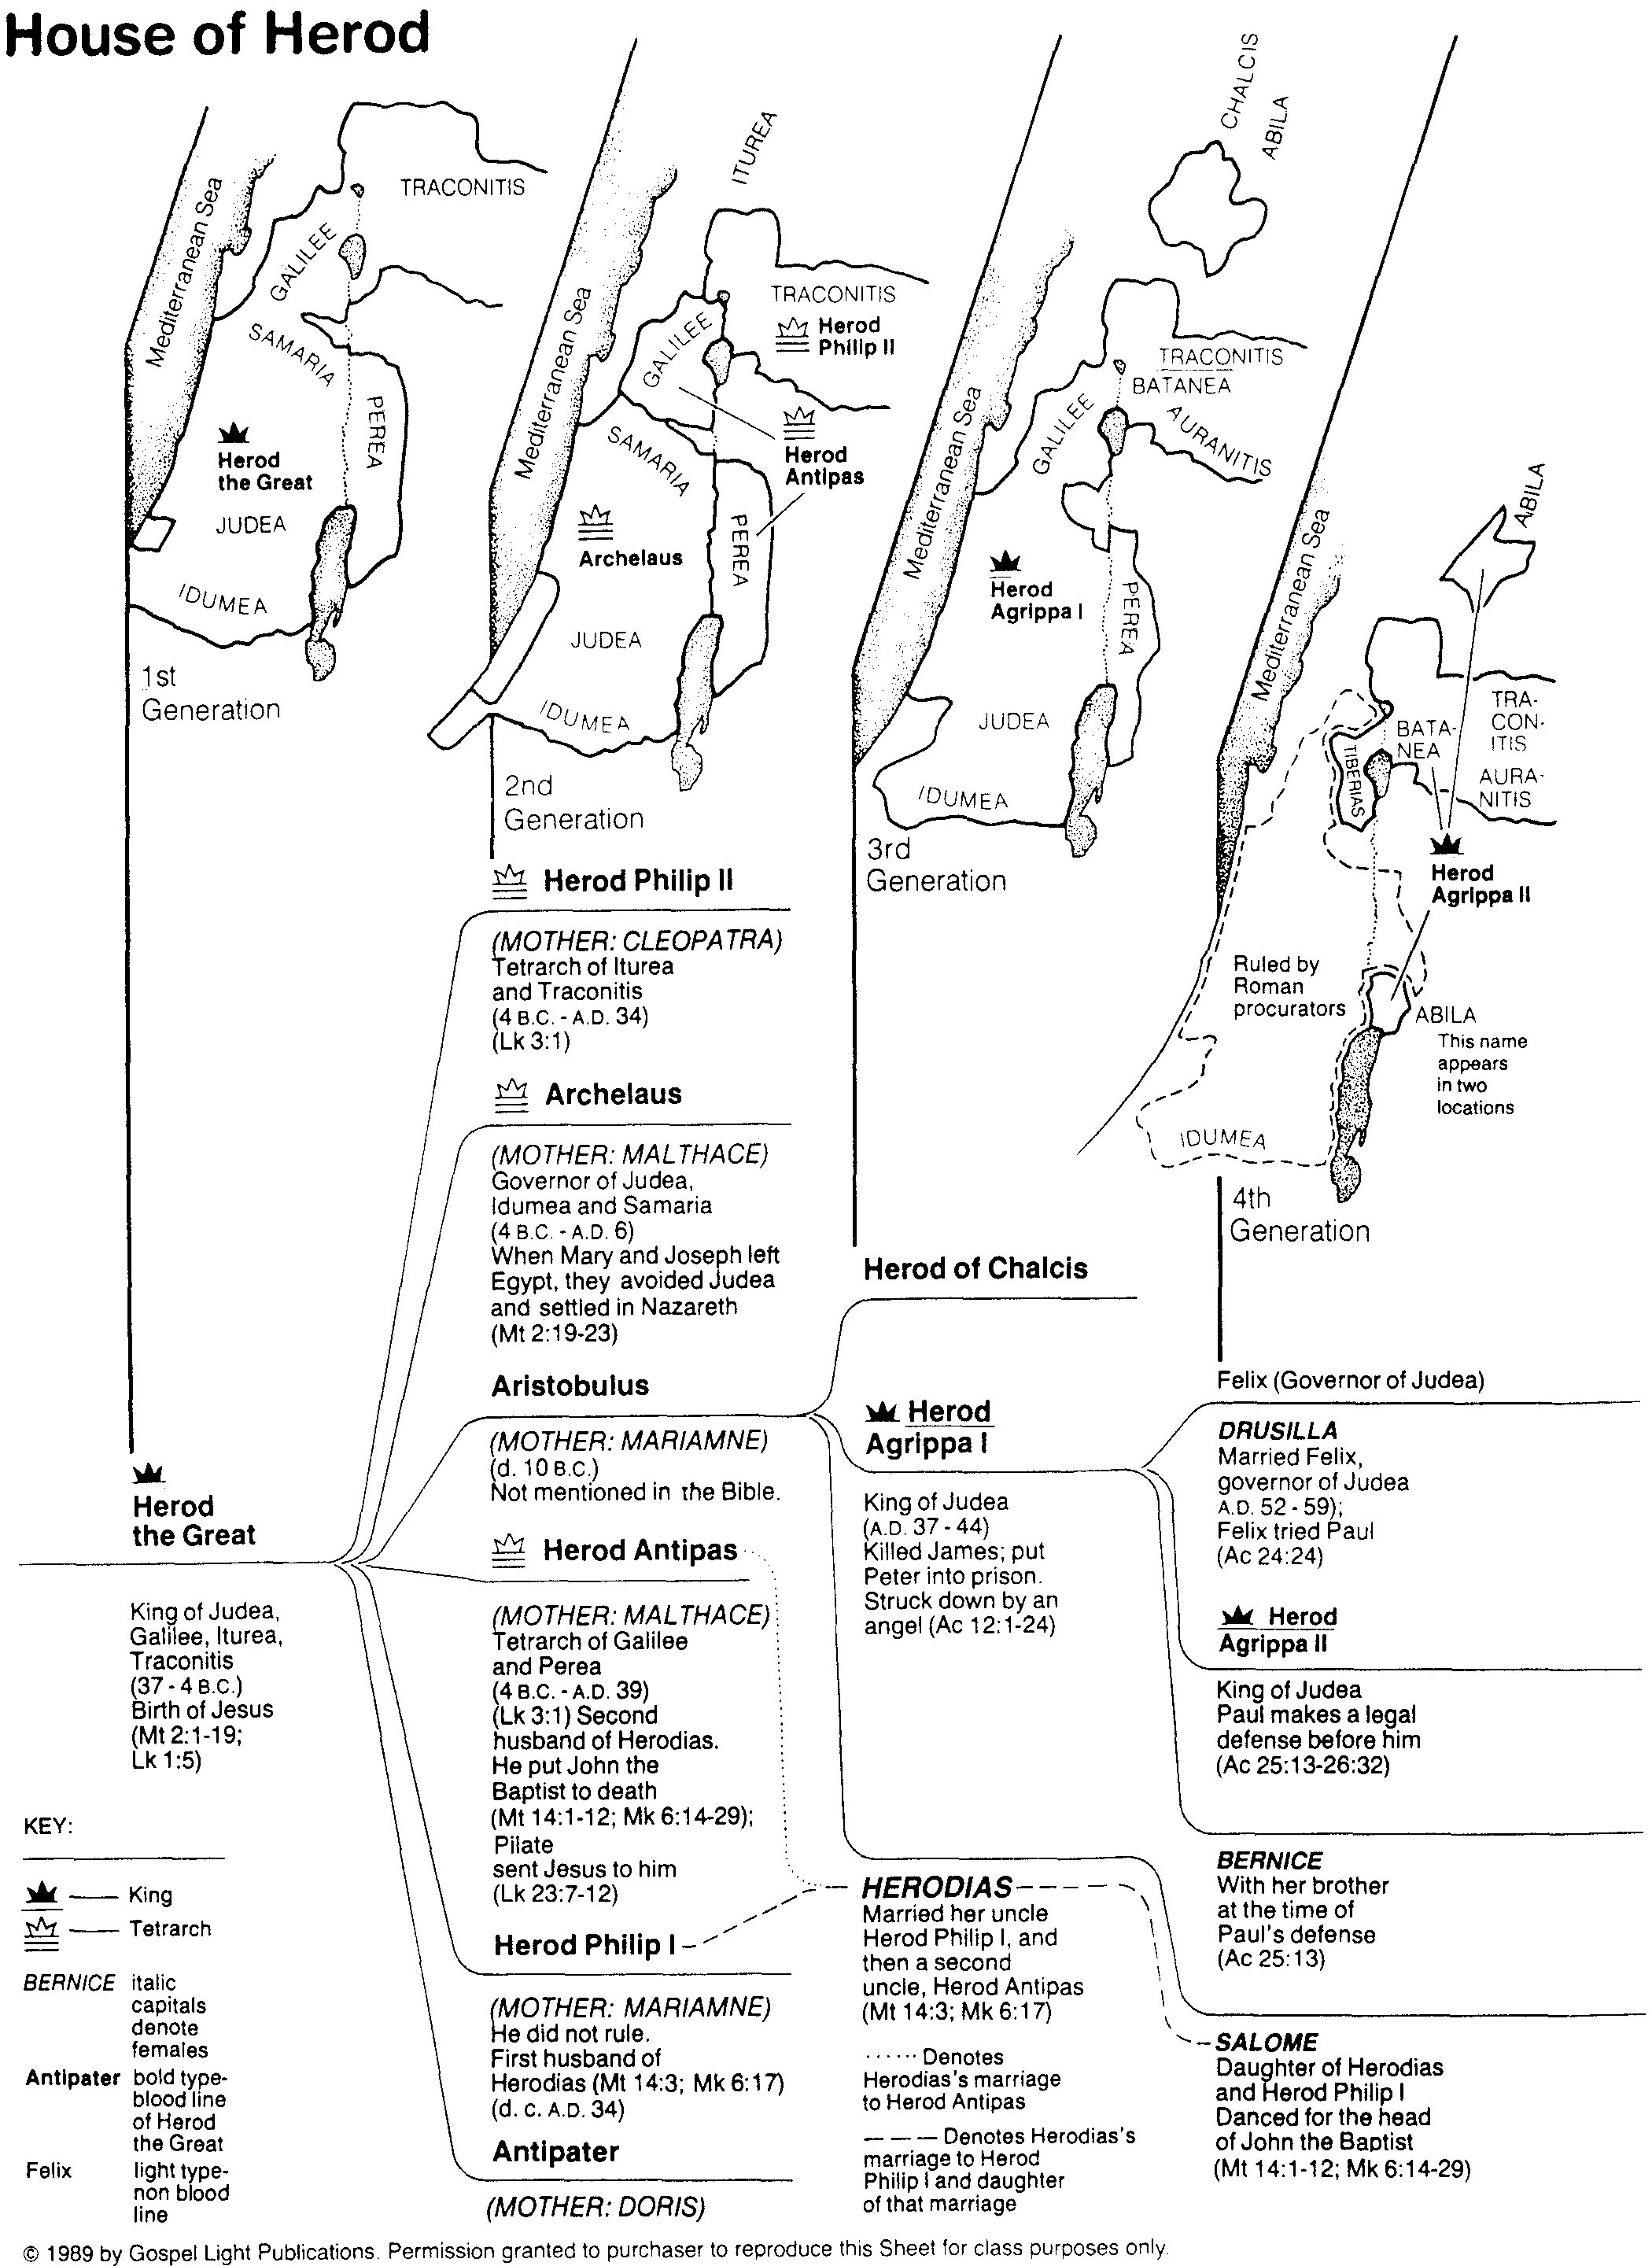 House of Herod
Mediterranean Sea
TRACONITIS
GALILEE
SAMARIA
PEREA
Herod
the Great
JUDEA
IDUMEA
1st
Generation
ITUREA
Mediterranean Sea
TRACONITIS
Herod
Philip II
GALILEE
SAMARIA
Herod
Antipas
PEREA
Archelaus
JUDEA
IDUMEA
2nd
Generation
CHALCIS
ABILA
Mediterranean Sea
TRACONITIS
BATANEA
AURANITIS
GALILEE
Herod
Agrippa I
PEREA
JUDEA
IDUMEA
3rd
Generation
ABILA
Mediterranean Sea
TRA-
CON-
ITIS
BATA-
NEA
AURA-
NITIS
TIBERIAS
Herod
Agrippa II
Ruled by
Roman
procurators
ABILA
This name
appears
in two
locations
IDUMEA
4th
Generation
Herod
the Great
King of Judea,
Galilee, Iturea,
Traconitis
(37 - 4 B.C.)
Birth of Jesus
(Mt 2:1-19;
Lk 1:5)
Herod Philip II
(MOTHER: CLEOPATRA)
Tetrarch of Iturea
and Traconitis
(4 B.C. - A.D. 34)
(Lk 3:1)
Archelaus
(MOTHER: MALTHACE)
Governor of Judea,
Idumea and Samaria
(4 B.C. - A.D. 6)
When Mary and Joseph left
Egypt, they avoided Judea
and settled in Nazareth
(Mt 2:19-23)
Aristobulus
(MOTHER: MARIAMNE)
(d. 10 B.C.)
Not mentioned in the Bible.
Herod Antipas
(MOTHER: MALTHACE)
Tetrarch of Galilee
and Perea
(4 B.C. - A.D. 39)
(Lk 3:1) Second
husband of Herodias.
He put John the
Baptist to death
(Mt 14:1-12; Mk 6:14-29);
Pilate
sent Jesus to him
(Lk 23:7-12)
Herod Philip I
(MOTHER: MARIAMNE)
He did not rule.
First husband of
Herodias (Mt 14:3; Mk 6:17)
(d. c. A.D. 34)
Antipater
(MOTHER: DORIS)
Herod of Chalcis
Herod
Agrippa I
King of Judea
(A.D. 37 - 44)
Killed James; put
Peter into prison.
Struck down by an
angel (Ac 12:1-24)
HERODIAS
Married her uncle
Herod Philip I, and
then a second
uncle, Herod Antipas
(Mt 14:3; Mk 6:17)
...... Denotes
Herodias's marriage
to Herod Antipas
— — — Denotes Herodias's
marriage to Herod
Philip I and daughter
of that marriage
Felix (Governor of Judea)
DRUSILLA
Married Felix,
governor of Judea
A.D. 52 - 59);
Felix tried Paul
(Ac 24:24)
Herod
Agrippa II
King of Judea
Paul makes a legal
defense before him
(Ac 25:13-26:32)
BERNICE
With her brother
at the time of
Paul's defense
(Ac 25:13)
SALOME
Daughter of Herodias
and Herod Philip I
Danced for the head
of John the Baptist
(Mt 14:1-12; Mk 6:14-29)
KEY:
King
Tetrarch
BERNICE italic
capitals
denote
females
Antipater bold type-
blood line
of Herod
the Great
Felix light type-
non blood
line
© 1989 by Gospel Light Publications. Permission granted to purchaser to reproduce this Sheet for class purposes only.